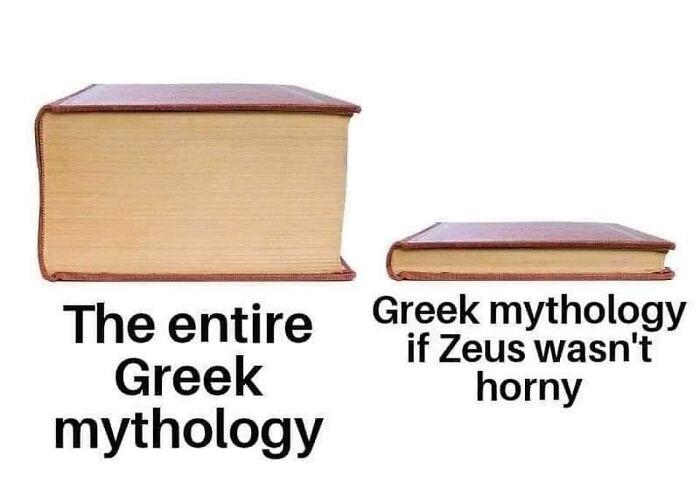 The entire
Greek
mythology
Greek mythology
if Zeus wasn't
horny